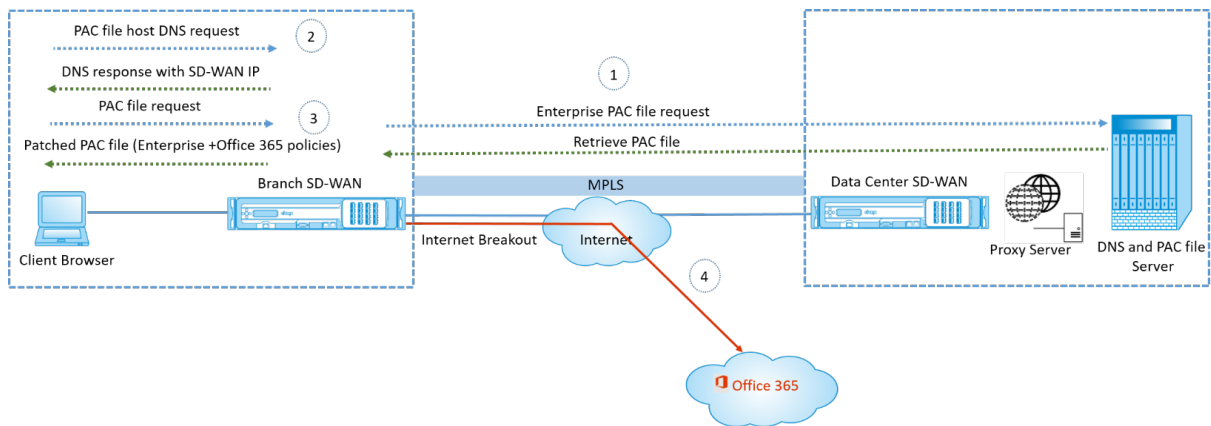 PAC file host DNS request
2
DNS response with SD-WAN IP
PAC file request
3
Patched PAC file (Enterprise +Office 365 policies)
1
Enterprise PAC file request
Retrieve PAC file
Branch SD-WAN
MPLS
Data Center SD-WAN
Client Browser
Internet Breakout
Internet
Proxy Server
DNS and PAC file
Server
4
Office 365